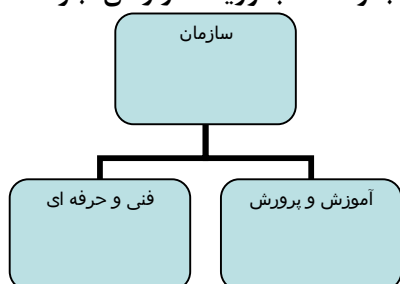 سازمان
آموزش و پرورش
فنی و حرفه ای